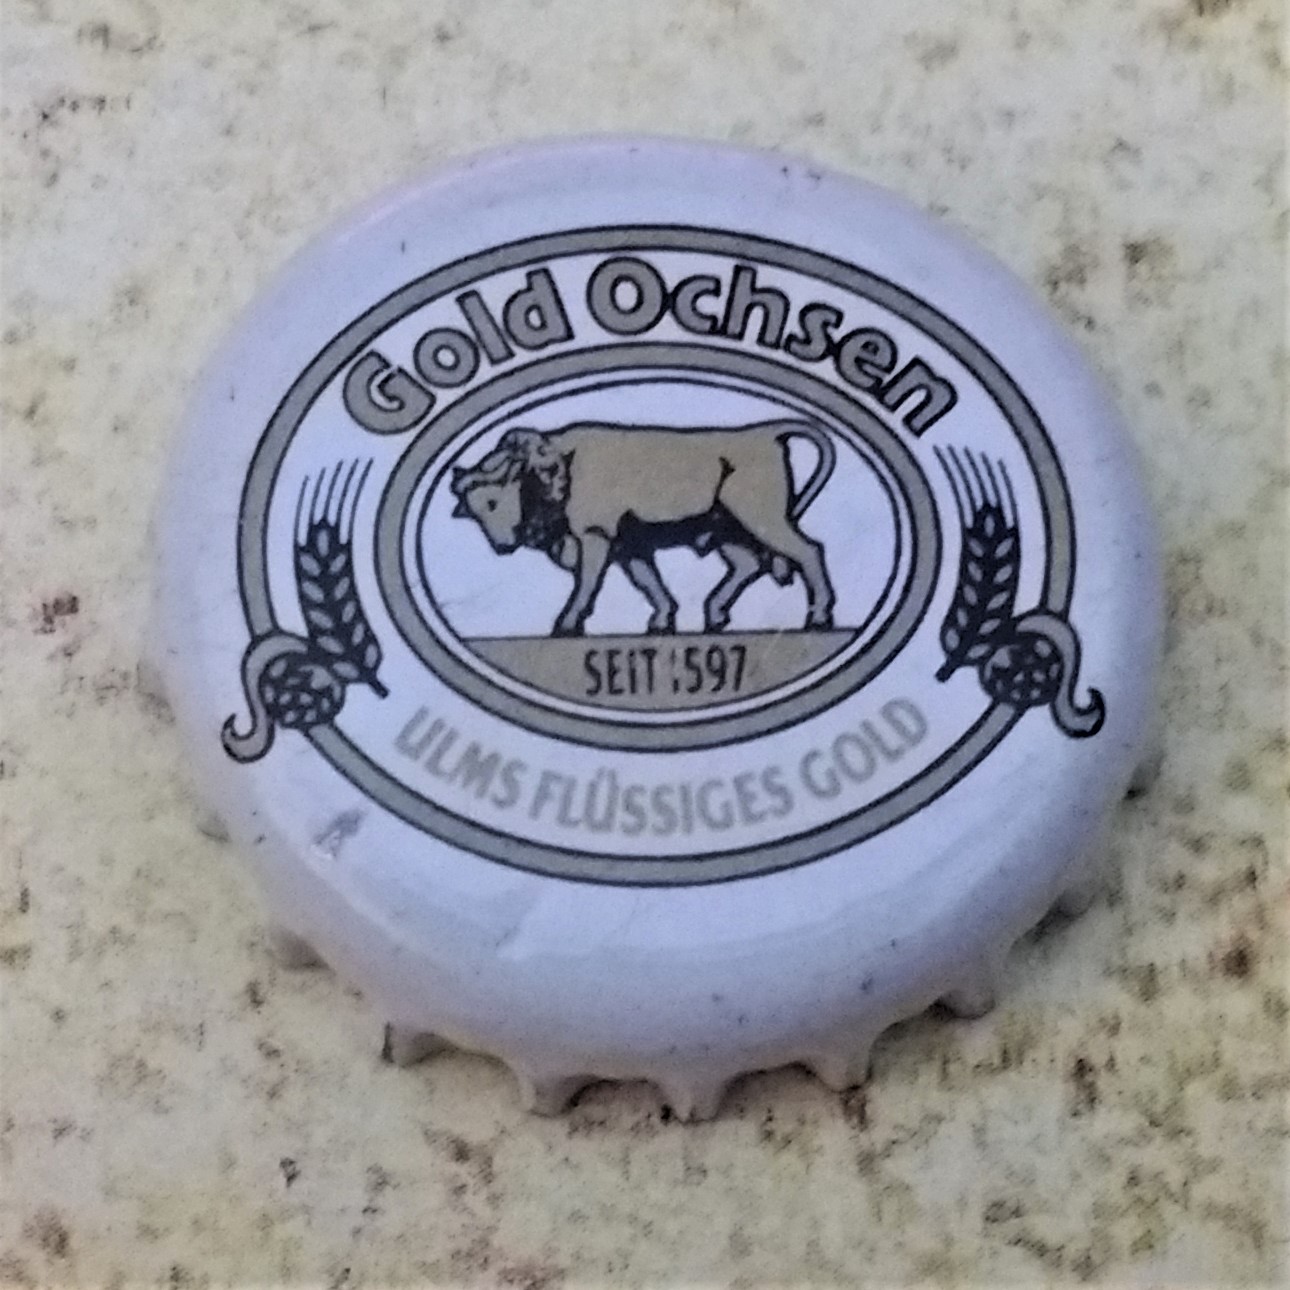 Gold Ochsen
SEIT 1597
ULMS FLÜSSIGES GOLD